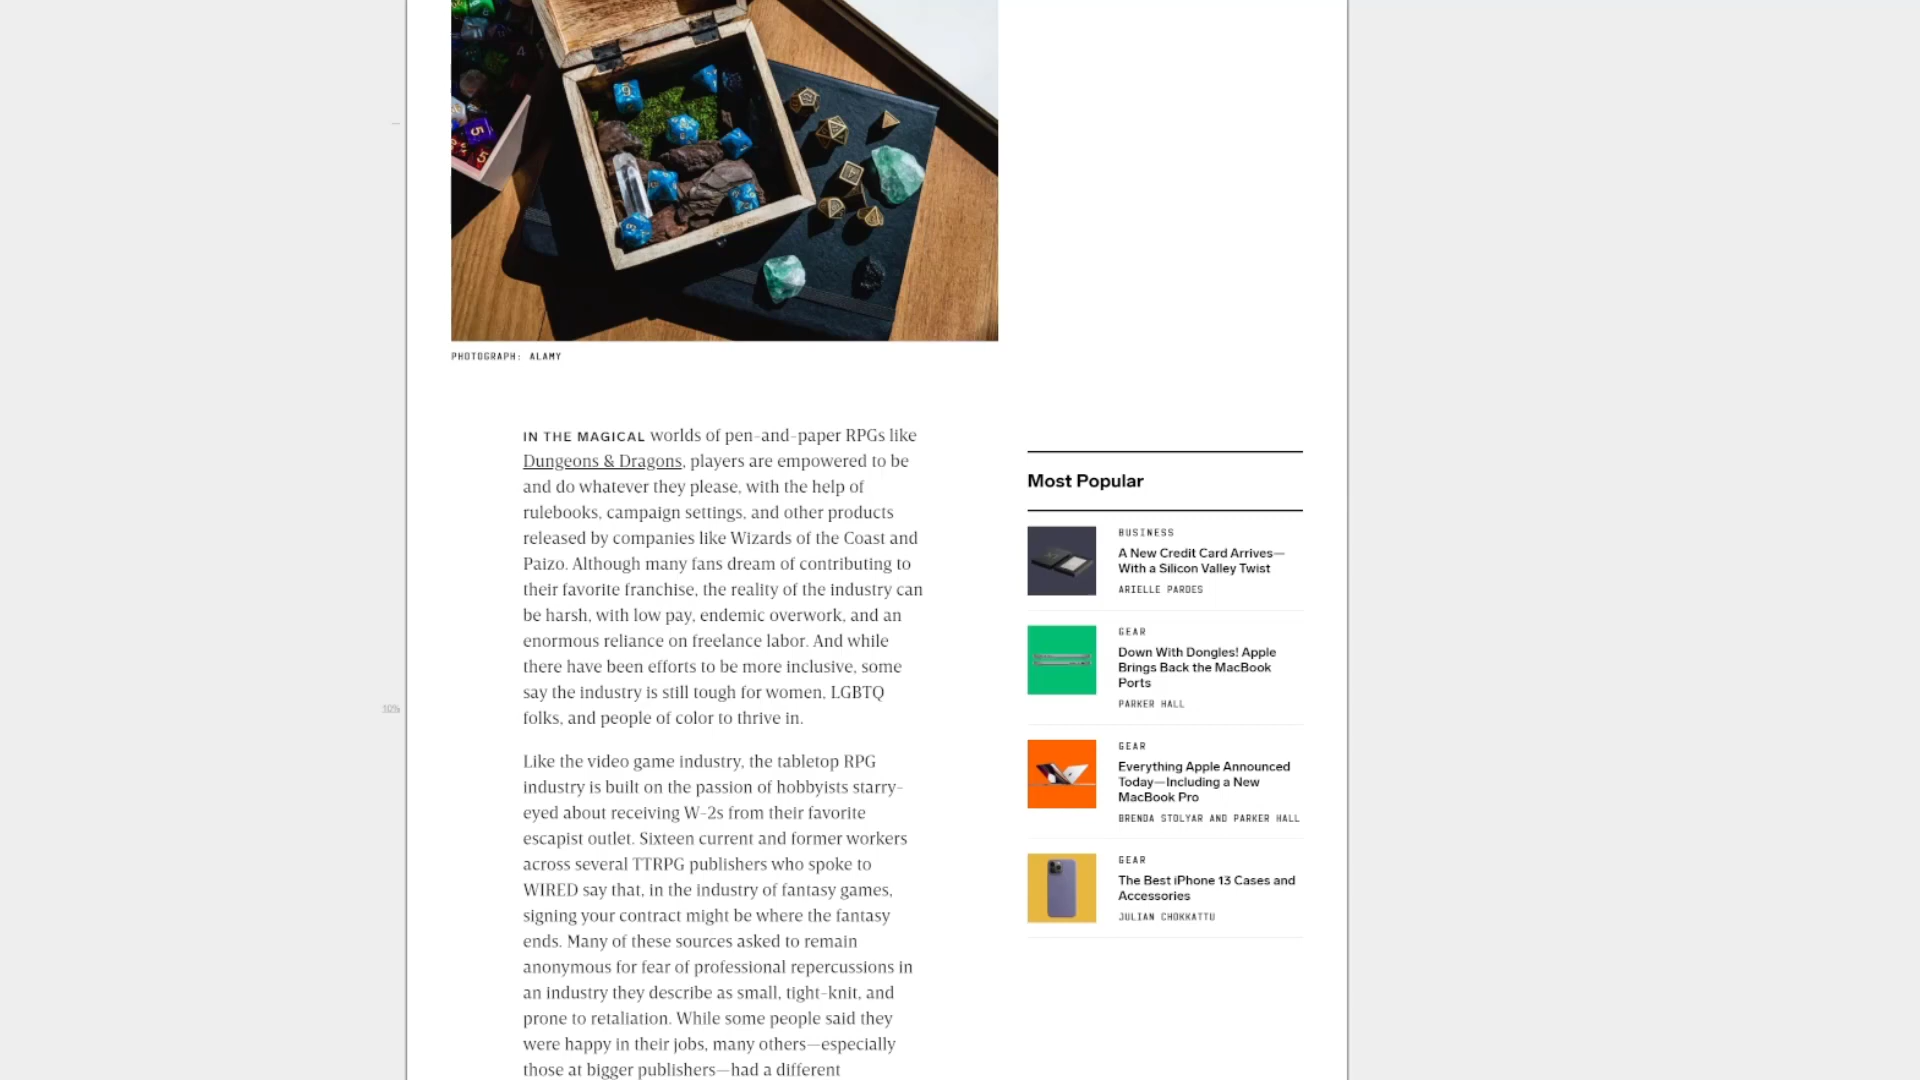 PHOTOGRAPH: ALAMY
IN THE MAGICAL worlds of pen-and-paper RPGs like
Dungeons & Dragons, players are empowered to be
and do whatever they please, with the help of
rulebooks, campaign settings, and other products
released by companies like Wizards of the Coast and
Paizo. Although many fans dream of contributing to
their favorite franchise, the reality of the industry can
be harsh, with low pay, endemic overwork, and an
enormous reliance on freelance labor. And while
there have been efforts to be more inclusive, some
say the industry is still tough for women, LGBTQ
folks, and people of color to thrive in.
Like the video game industry, the tabletop RPG
industry is built on the passion of hobbyists starry-
eyed about receiving W-2s from their favorite
escapist outlet. Sixteen current and former workers
across several TTRPG publishers who spoke to
WIRED say that, in the industry of fantasy games,
signing your contract might be where the fantasy
ends. Many of these sources asked to remain
anonymous for fear of professional repercussions in
an industry they describe as small, tight-knit, and
prone to retaliation. While some people said they
were happy in their jobs, many others—especially
those at bigger publishers—had a different
Most Popular
BUSINESS
A New Credit Card Arrives—
With a Silicon Valley Twist
ARIELLE PARDES
GEAR
Down With Dongles! Apple
Brings Back the MacBook
Ports
PARKER HALL
GEAR
Everything Apple Announced
Today—Including a New
MacBook Pro
BRENDA STOLYAR AND PARKER HALL
GEAR
The Best iPhone 13 Cases and
Accessories
JULIAN CHOKKATTU
10%